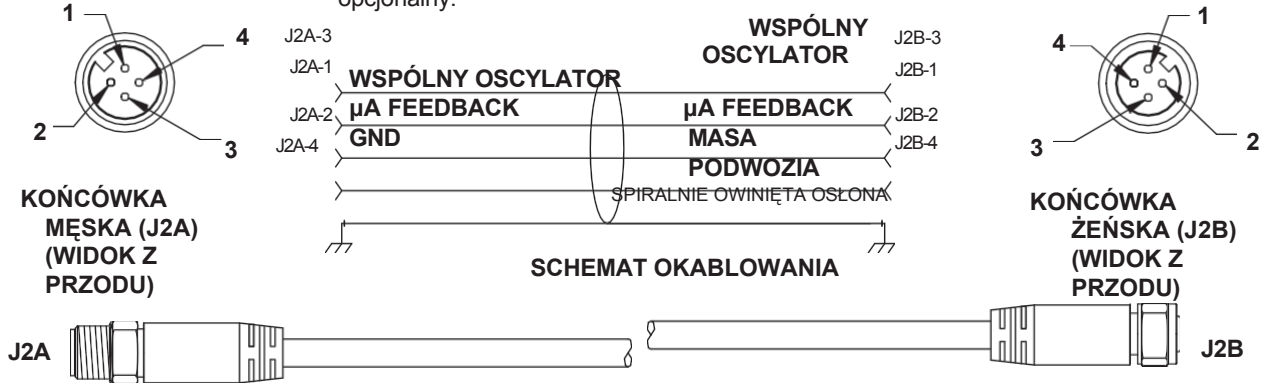 opcjonalny.
1
4
2
3
J2A-3
J2A-1
J2A-2
J2A-4
WSPÓLNY OSCYLATOR
µA FEEDBACK
GND
WSPÓLNY
OSCYLATOR
µA FEEDBACK
MASA
PODWOZIA
SPIRALNIE OWINIĘTA OSŁONA
J2B-3
J2B-1
J2B-2
J2B-4
1
4
3
2
KOŃCÓWKA
MĘSKA (J2A)
(WIDOK Z
PRZODU)
SCHEMAT OKABLOWANIA
KOŃCÓWKA
ŻEŃSKA (J2B)
(WIDOK Z
PRZODU)
J2A
J2B